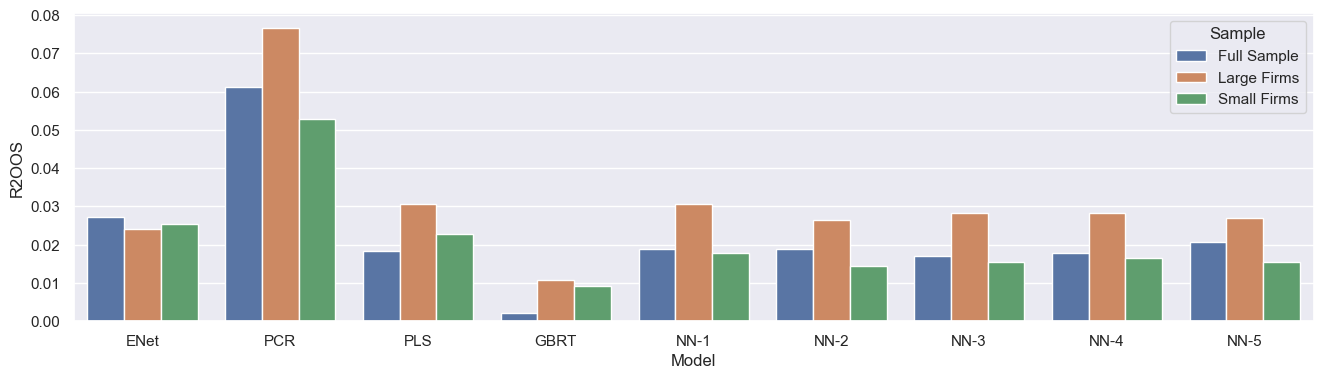 0.08
0.07
0.06
0.05
0.04
0.03
0.02
0.01
0.00
R2OOS
Sample
Full Sample
Large Firms
Small Firms
ENet PCR PLS GBRT NN-1 NN-2 NN-3 NN-4 NN-5
Model